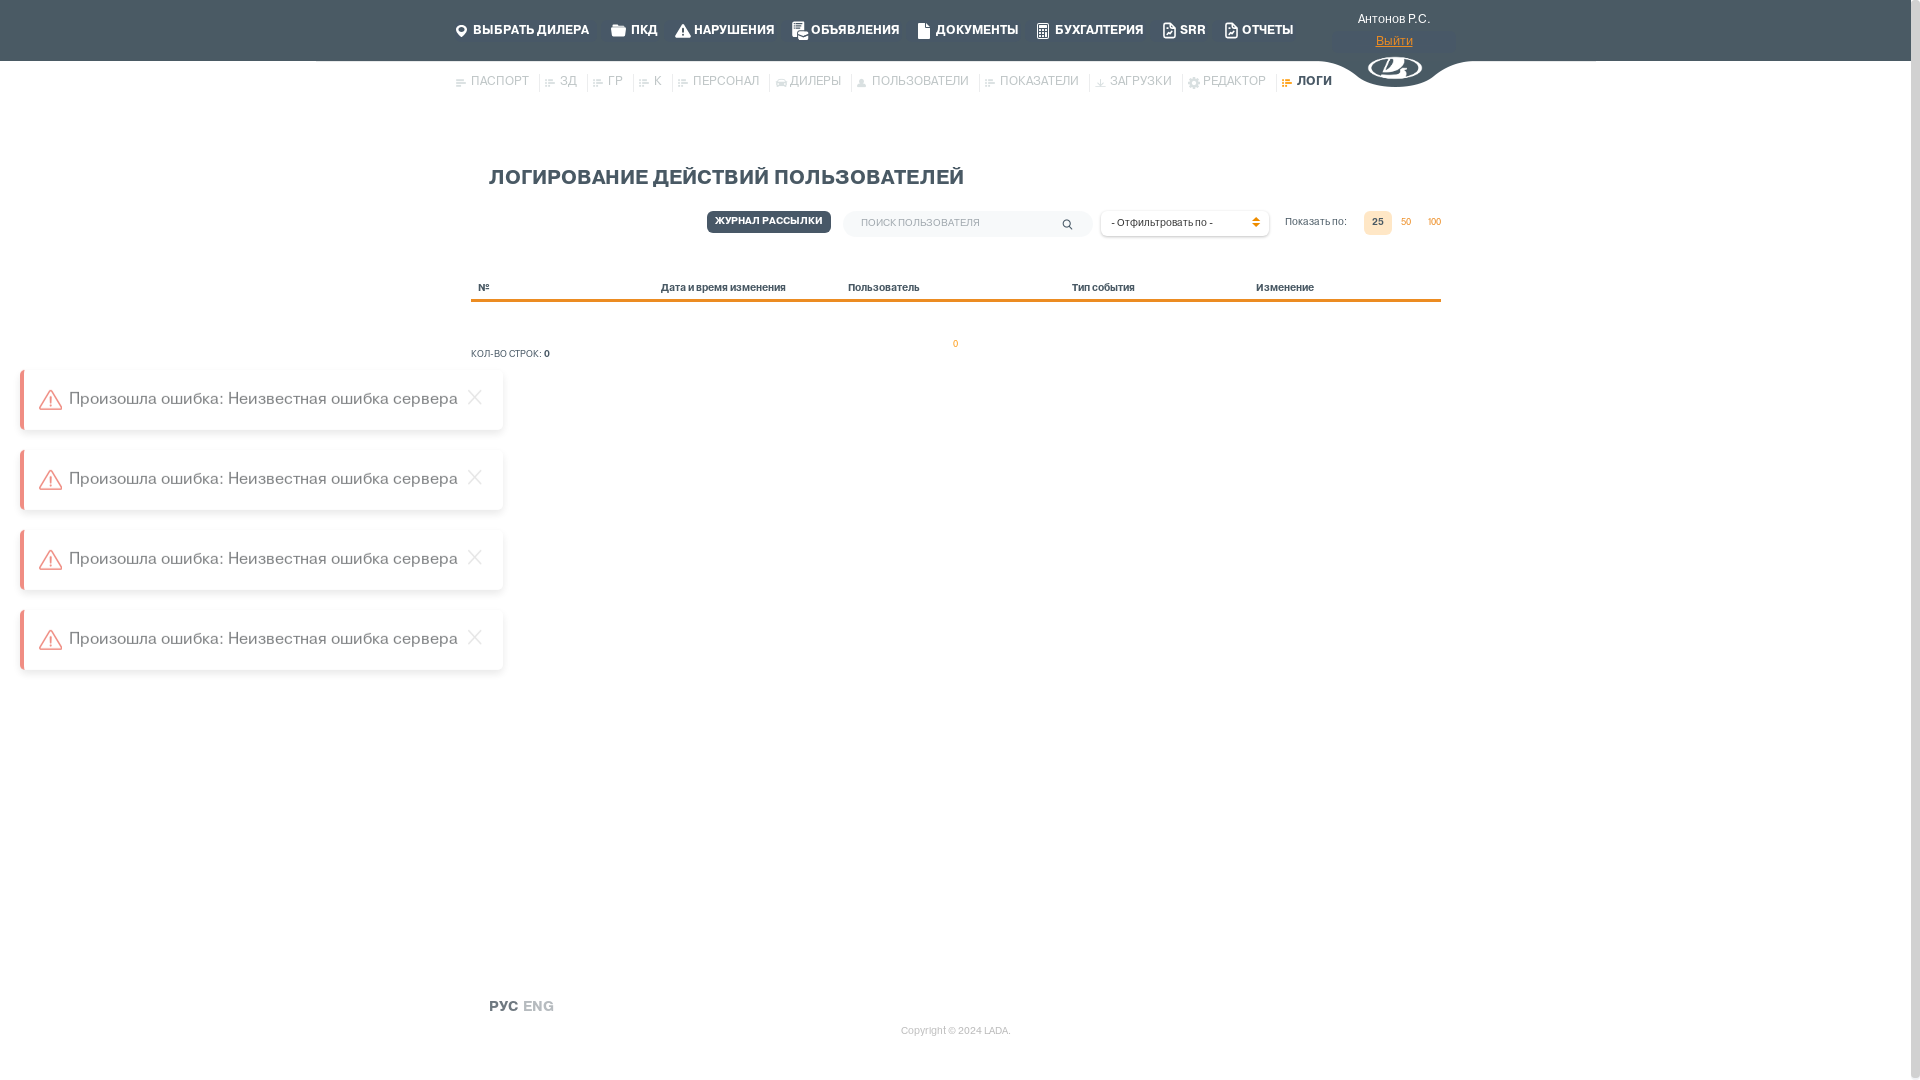 ВЫБРАТЬ ДИЛЕРА ПКД НАРУШЕНИЯ ОБЪЯВЛЕНИЯ ДОКУМЕНТЫ БУХГАЛТЕРИЯ SRR ОТЧЕТЫ
Антонов Р.С.
Выйти
ПАСПОРТ ЗД ГР К ПЕРСОНАЛ ДИЛЕРЫ ПОЛЬЗОВАТЕЛИ ПОКАЗАТЕЛИ ЗАГРУЗКИ РЕДАКТОР ЛОГИ
ЛОГИРОВАНИЕ ДЕЙСТВИЙ ПОЛЬЗОВАТЕЛЕЙ
ЖУРНАЛ РАССЫЛКИ ПОИСК ПОЛЬЗОВАТЕЛЯ - Отфильтровать по - Показать по: 25 50 100
№ Дата и время изменения Пользователь Тип события Изменение
0
КОЛ-ВО СТРОК: 0
Произошла ошибка: Неизвестная ошибка сервера
Произошла ошибка: Неизвестная ошибка сервера
Произошла ошибка: Неизвестная ошибка сервера
Произошла ошибка: Неизвестная ошибка сервера
РУС ENG
Copyright © 2024 LADA.